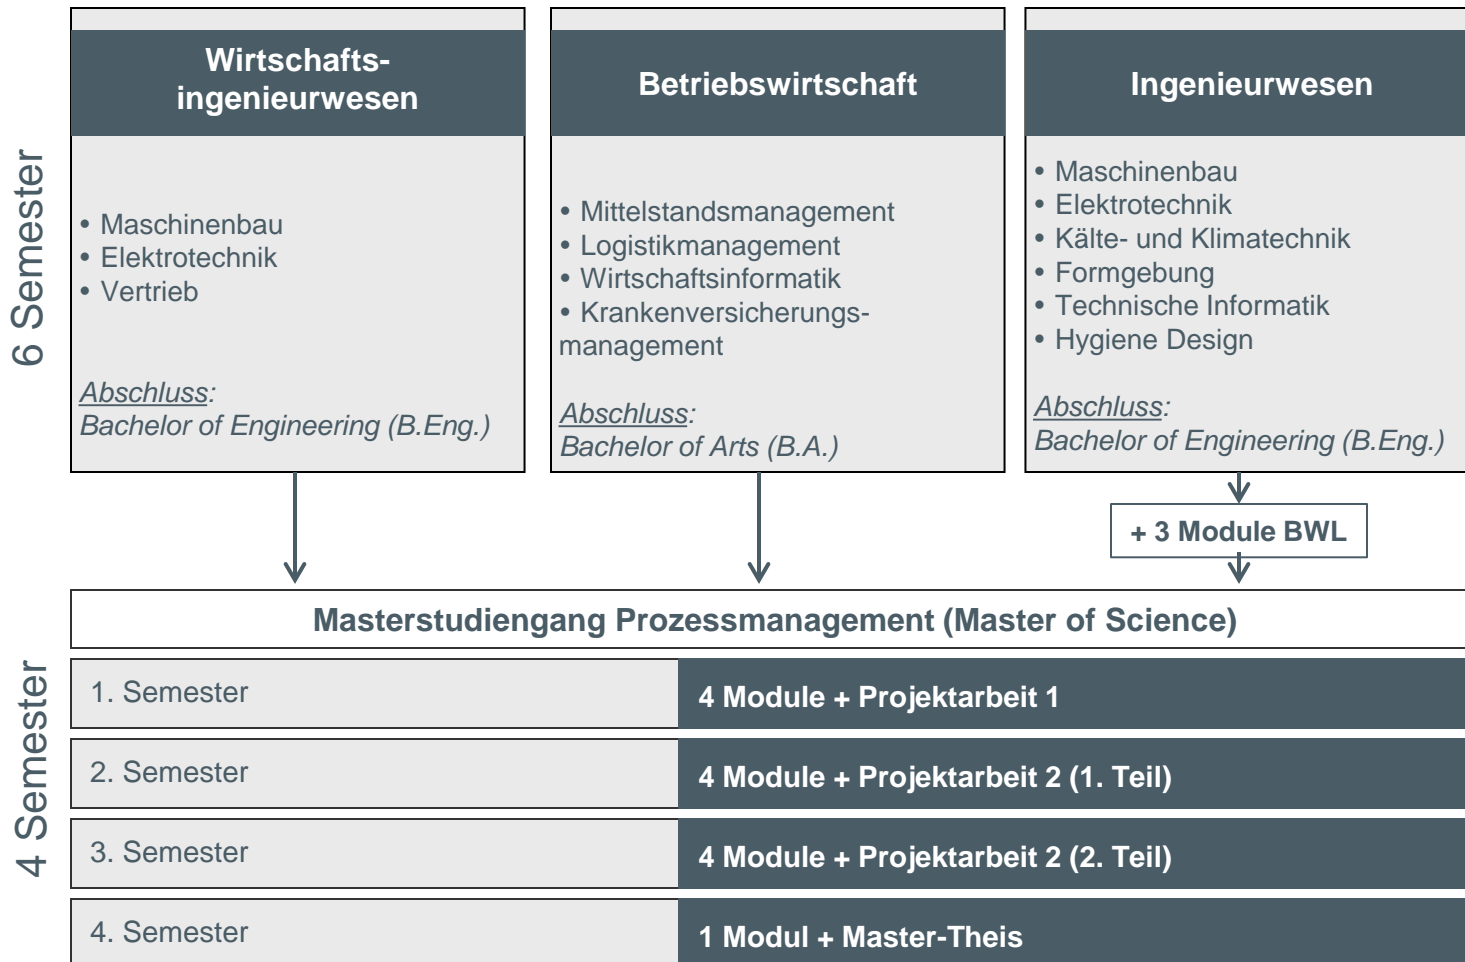 6 Semester
Wirtschafts-
ingenieurwesen
• Maschinenbau
• Elektrotechnik
• Vertrieb
Abschluss:
Bachelor of Engineering (B.Eng.)
Betriebswirtschaft
• Mittelstandsmanagement
• Logistikmanagement
• Wirtschaftsinformatik
• Krankenversicherungs-
management
Abschluss:
Bachelor of Arts (B.A.)
Ingenieurwesen
• Maschinenbau
• Elektrotechnik
• Kälte- und Klimatechnik
• Formgebung
• Technische Informatik
• Hygiene Design
Abschluss:
Bachelor of Engineering (B.Eng.)
+ 3 Module BWL
4 Semester
Masterstudiengang Prozessmanagement (Master of Science)
1. Semester
4 Module + Projektarbeit 1
2. Semester
4 Module + Projektarbeit 2 (1. Teil)
3. Semester
4 Module + Projektarbeit 2 (2. Teil)
4. Semester
1 Modul + Master-Theis